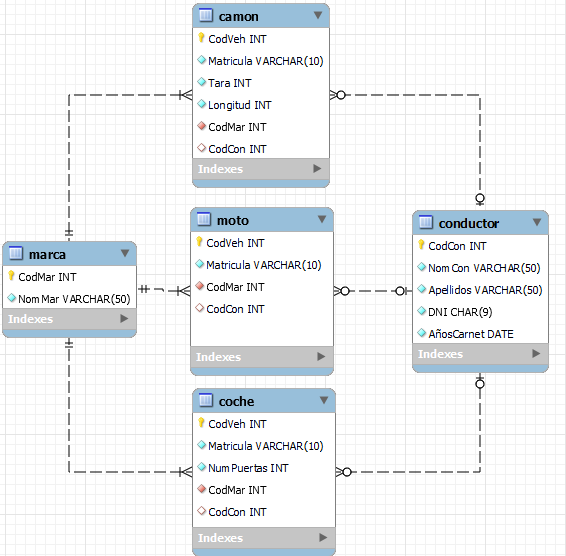 camon
CodVeh INT
Matricula VARCHAR(10)
Tara INT
Longitud INT
CodMar INT
CodCon INT
Indexes
moto
CodVeh INT
Matricula VARCHAR(10)
CodMar INT
CodCon INT
Indexes
marca
CodMar INT
NomMar VARCHAR(50)
Indexes
conductor
CodCon INT
NomCon VARCHAR(50)
Apellidos VARCHAR(50)
DNI CHAR(9)
AñosCarnet DATE
Indexes
coche
CodVeh INT
Matricula VARCHAR(10)
NumPuertas INT
CodMar INT
CodCon INT
Indexes